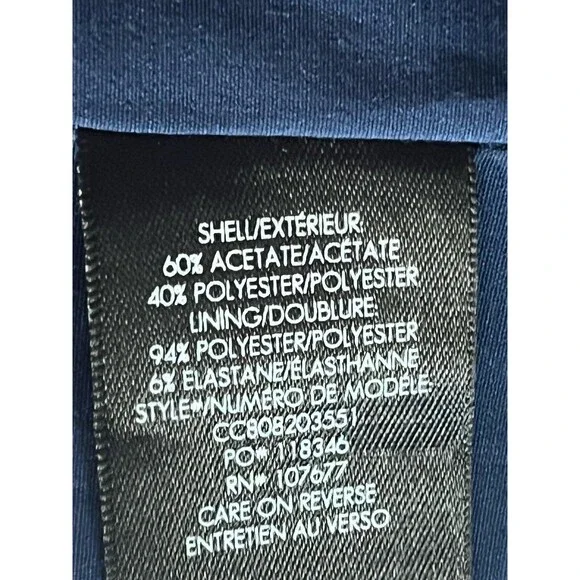 SHELL/EXTÉRIEUR
60% ACETATE/ACÉTATE
40% POLYESTER/POLYESTER
LINING/DOUBLURE
94% POLYESTER/POLYESTER
6% ELASTANE/ÉLASTHANNE
STYLE#/NUMÉRO DE MODÈLE:
CC808203551
PO# 118346
RN# 107677
CARE ON REVERSE
ENTRETIEN AU VERSO